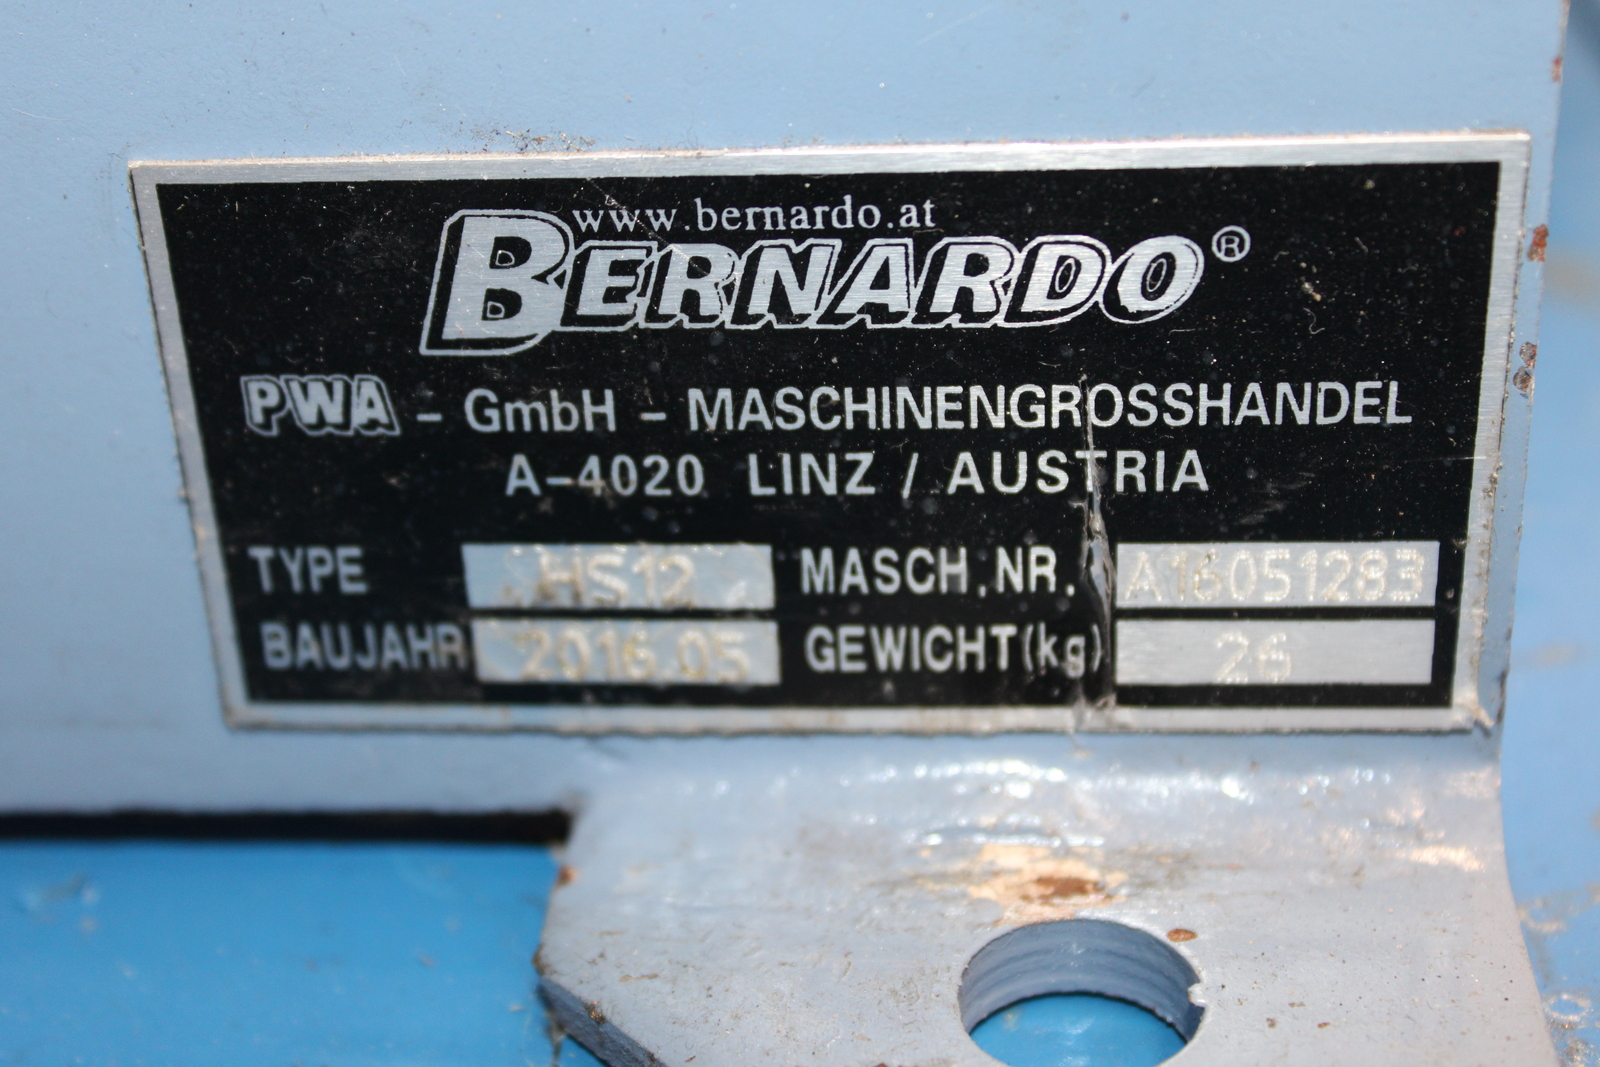 www.bernardo.at
BERNARDO®
PWA - GmbH - MASCHINENGROSSHANDEL
A-4020 LINZ / AUSTRIA
TYPE HS12 MASCH.NR. A16051283
BAUJAHR 2016.05 GEWICHT(kg) 26